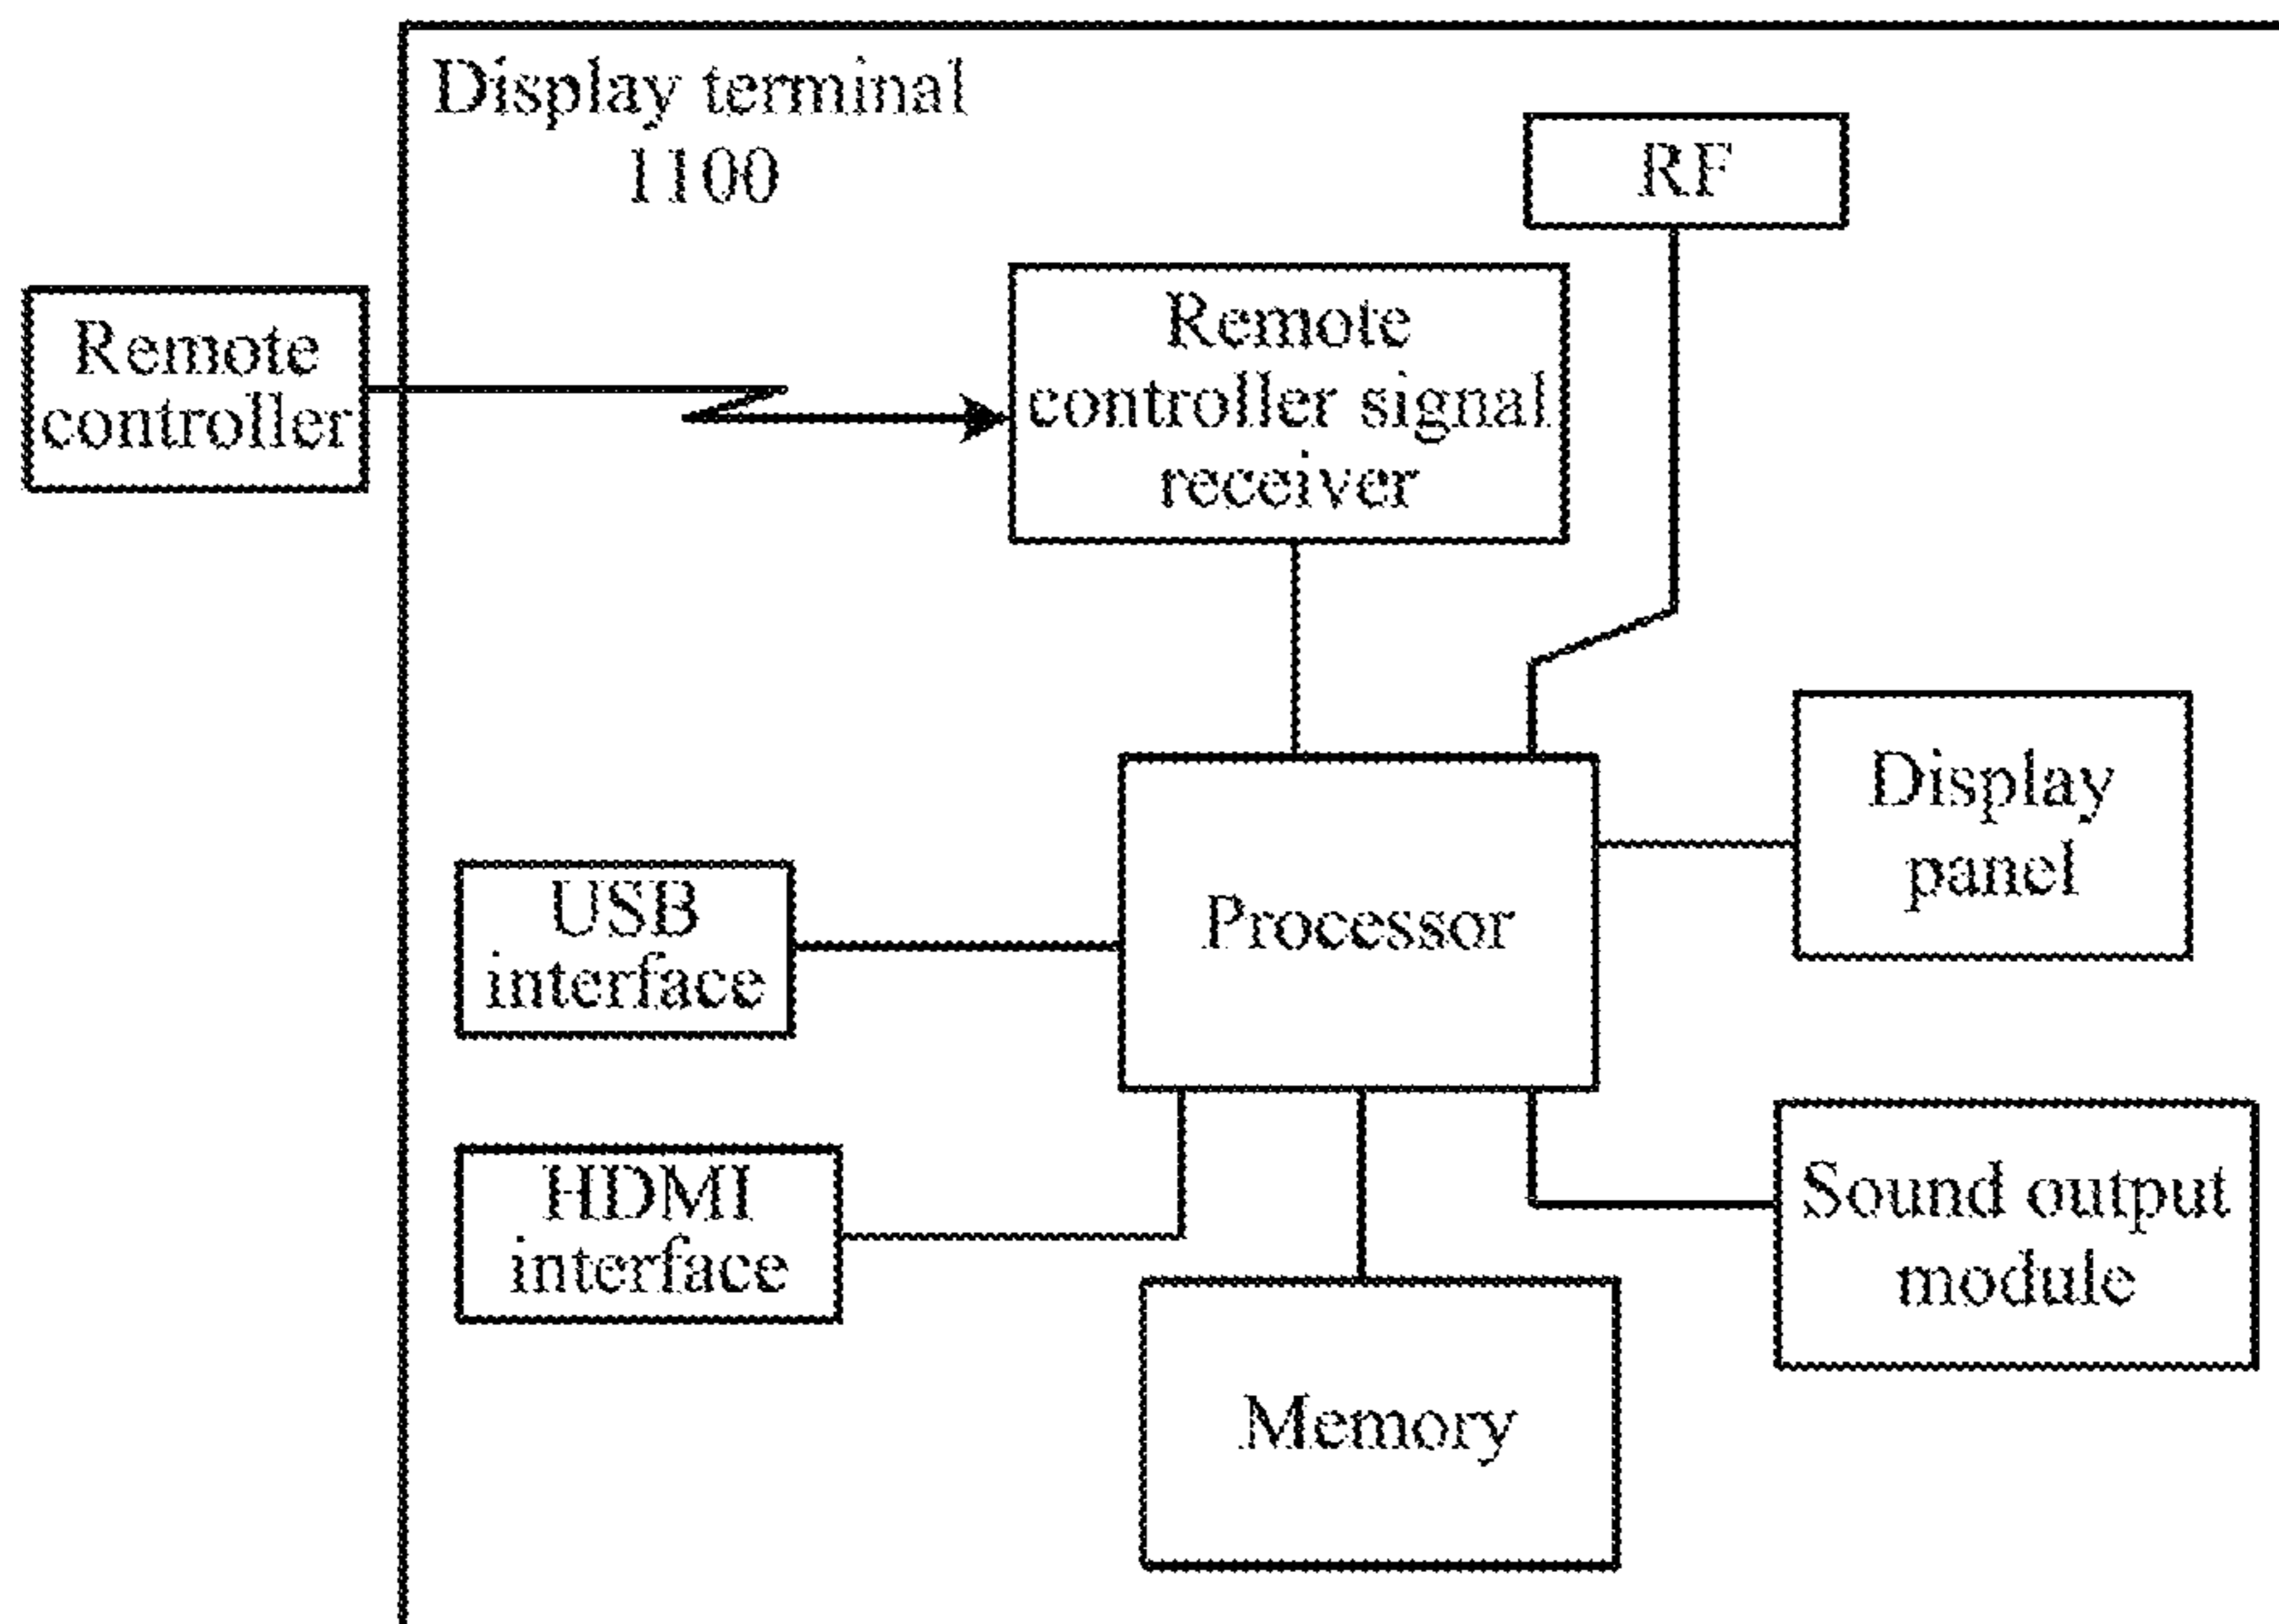 Display terminal
1100
RF
Remote
controller
Remote
controller signal
receiver
Display
panel
USB
interface
Processor
HDMI
interface
Sound output
module
Memory